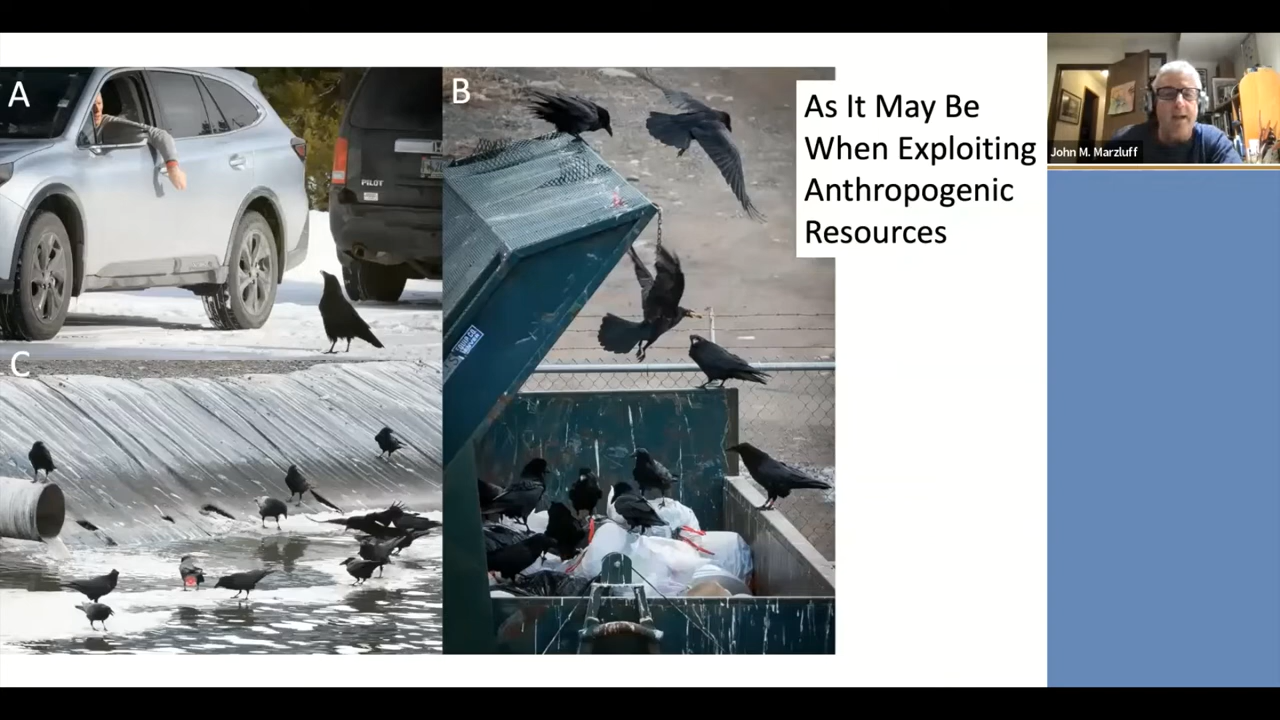 A
B
C
PILOT
As It May Be
When Exploiting
Anthropogenic
Resources
John M. Marzluff